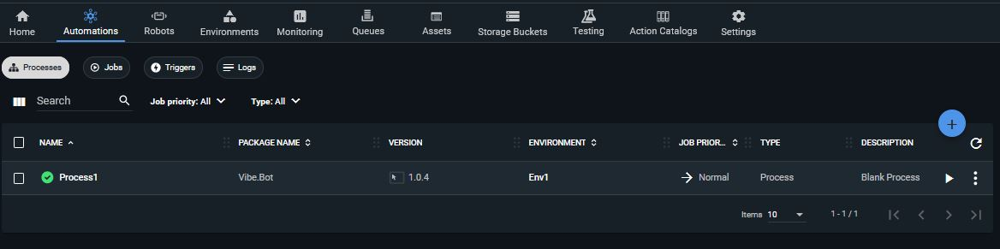 Home Automations Robots Environments Monitoring Queues Assets Storage Buckets Testing Action Catalogs Settings
Processes Jobs Triggers Logs
Search Job priority: All Type: All
NAME PACKAGE NAME VERSION ENVIRONMENT JOB PRIOR... TYPE DESCRIPTION
Process1 Vibe.Bot 1.0.4 Env1 Normal Process Blank Process
Items 10 1 - 1 / 1